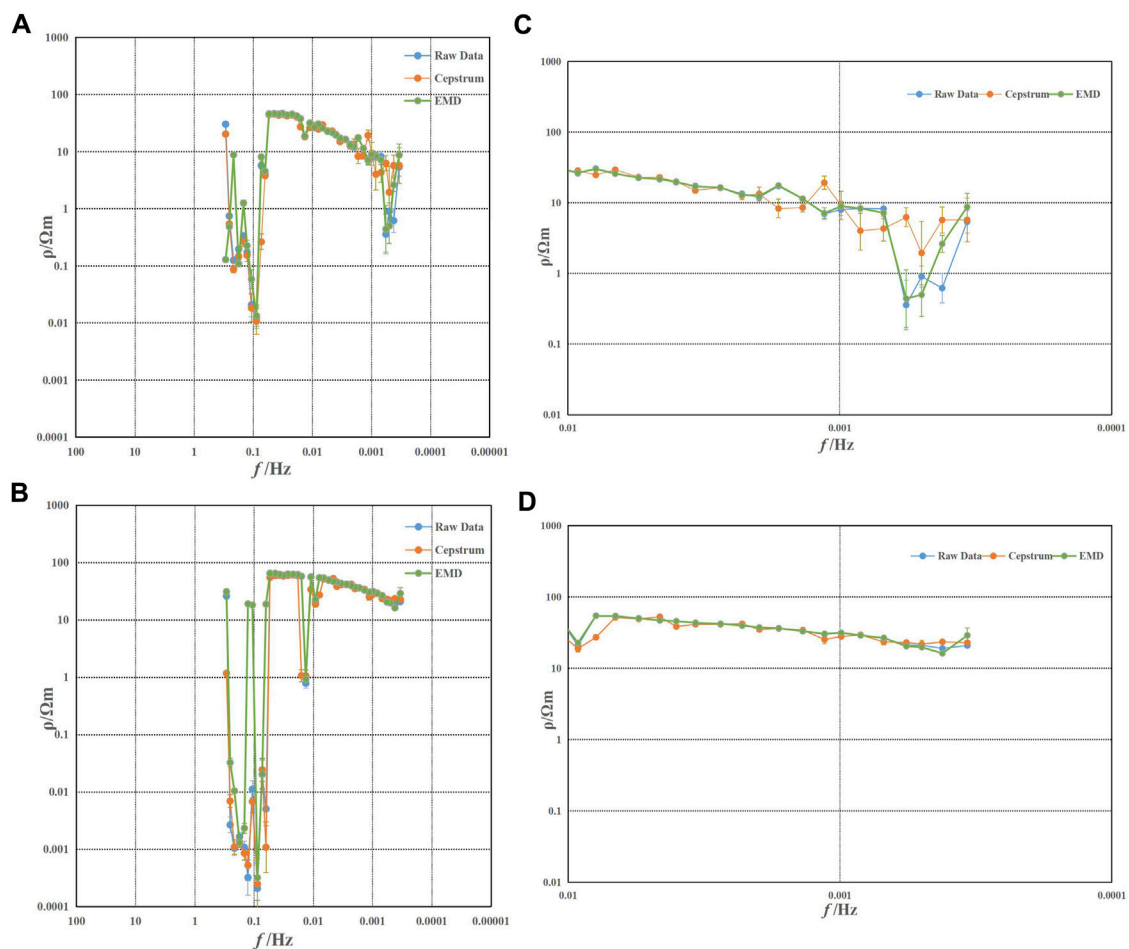 A
1000
100
10
1
0.1
0.01
0.001
0.0001
ρ/Ωm
100 10 1 0.1 0.01 0.001 0.0001 0.00001
f /Hz
Raw Data
Cepstrum
EMD
B
1000
100
10
1
0.1
0.01
0.001
0.0001
ρ/Ωm
100 10 1 0.1 0.01 0.001 0.0001 0.00001
f /Hz
Raw Data
Cepstrum
EMD
C
1000
100
10
1
0.1
0.01
ρ/Ωm
0.01 0.001 0.0001
f /Hz
Raw Data Cepstrum EMD
D
1000
100
10
1
0.1
0.01
ρ/Ωm
0.01 0.001 0.0001
f /Hz
Raw Data Cepstrum EMD